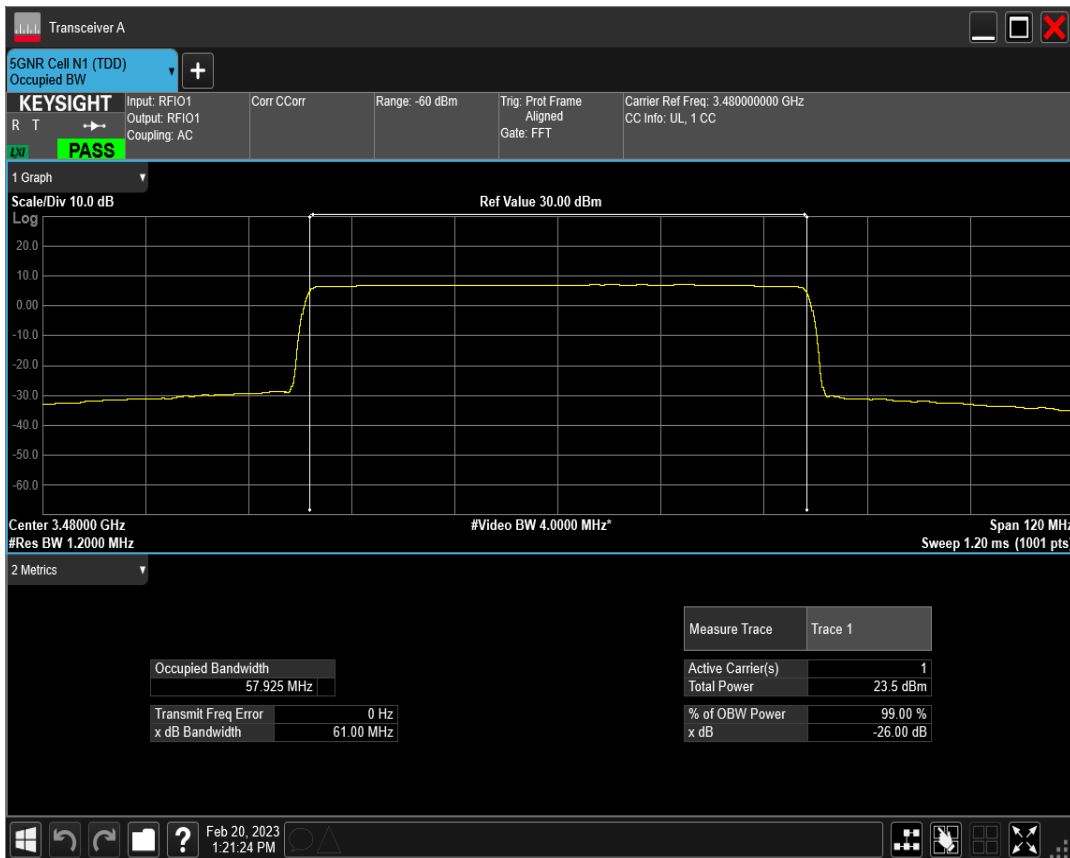 Transceiver A
5GNR Cell N1 (TDD)
Occupied BW
+
KEYSIGHT
R T
LXI
PASS
Input: RFIO1
Output: RFIO1
Coupling: AC
Corr CCorr
Range: -60 dBm
Trig: Prot Frame
Aligned
Gate: FFT
Carrier Ref Freq: 3.480000000 GHz
CC Info: UL, 1 CC
1 Graph
Scale/Div 10.0 dB
Ref Value 30.00 dBm
Log
20.0
10.0
0.00
-10.0
-20.0
-30.0
-40.0
-50.0
-60.0
Center 3.48000 GHz
#Video BW 4.0000 MHz*
Span 120 MHz
#Res BW 1.2000 MHz
Sweep 1.20 ms (1001 pts)
2 Metrics
Measure Trace Trace 1
Occupied Bandwidth
57.925 MHz
Active Carrier(s) 1
Total Power 23.5 dBm
Transmit Freq Error 0 Hz
x dB Bandwidth 61.00 MHz
% of OBW Power 99.00 %
x dB -26.00 dB
?
Feb 20, 2023
1:21:24 PM